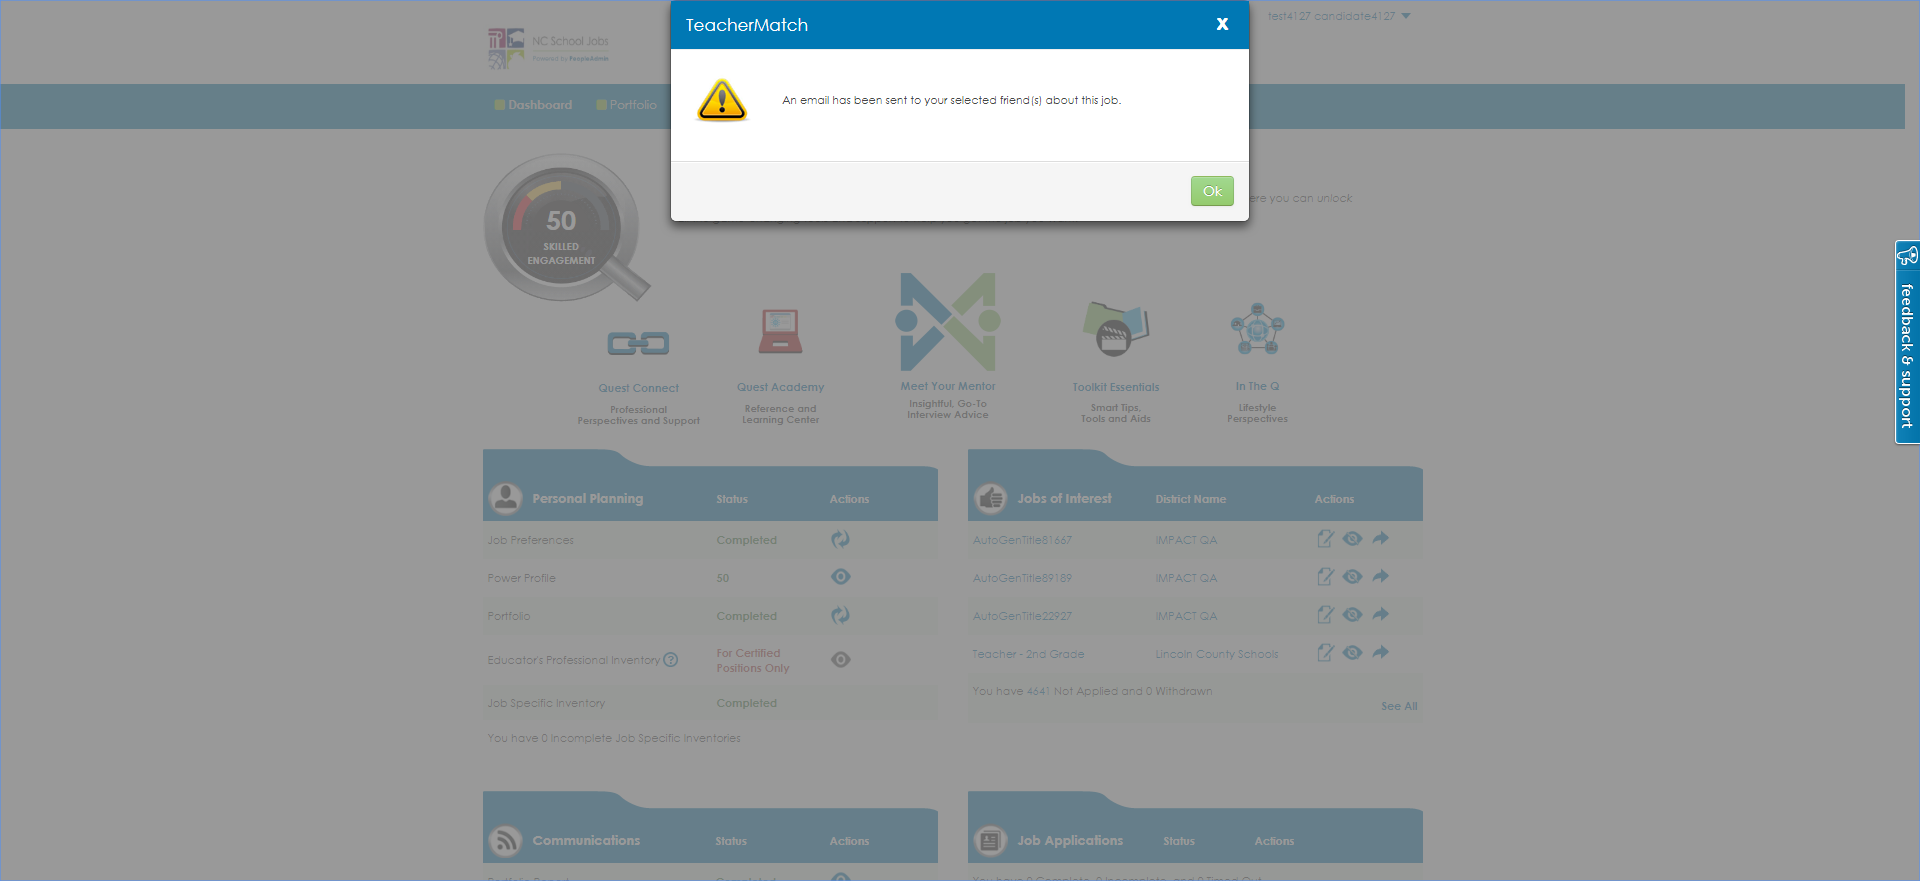 TeacherMatch
x
test4127 candidate4127
NC School Jobs
Powered by PeopleAdmin
An email has been sent to your selected friend(s) about this job.
Dashboard
Portfolio
Ok
ere you can unlock
50
SKILLED
ENGAGEMENT
feedback & support
Quest Connect
Professional
Perspectives and Support
Quest Academy
Reference and
Learning Center
Meet Your Mentor
Insightful, Go-To
Interview Advice
Toolkit Essentials
Smart Tips,
Tools and Aids
In The Q
Lifestyle
Perspectives
Personal Planning Status Actions
Job Preferences Completed
Power Profile 50
Portfolio Completed
Educator's Professional Inventory ? For Certified
Positions Only
Job Specific Inventory Completed
You have 0 Incomplete Job Specific Inventories
Jobs of Interest District Name Actions
AutoGenTitle81667 IMPACT QA
AutoGenTitle89189 IMPACT QA
AutoGenTitle22927 IMPACT QA
Teacher - 2nd Grade Lincoln County Schools
You have 4641 Not Applied and 0 Withdrawn
See All
Communications Status Actions
Job Applications Status Actions